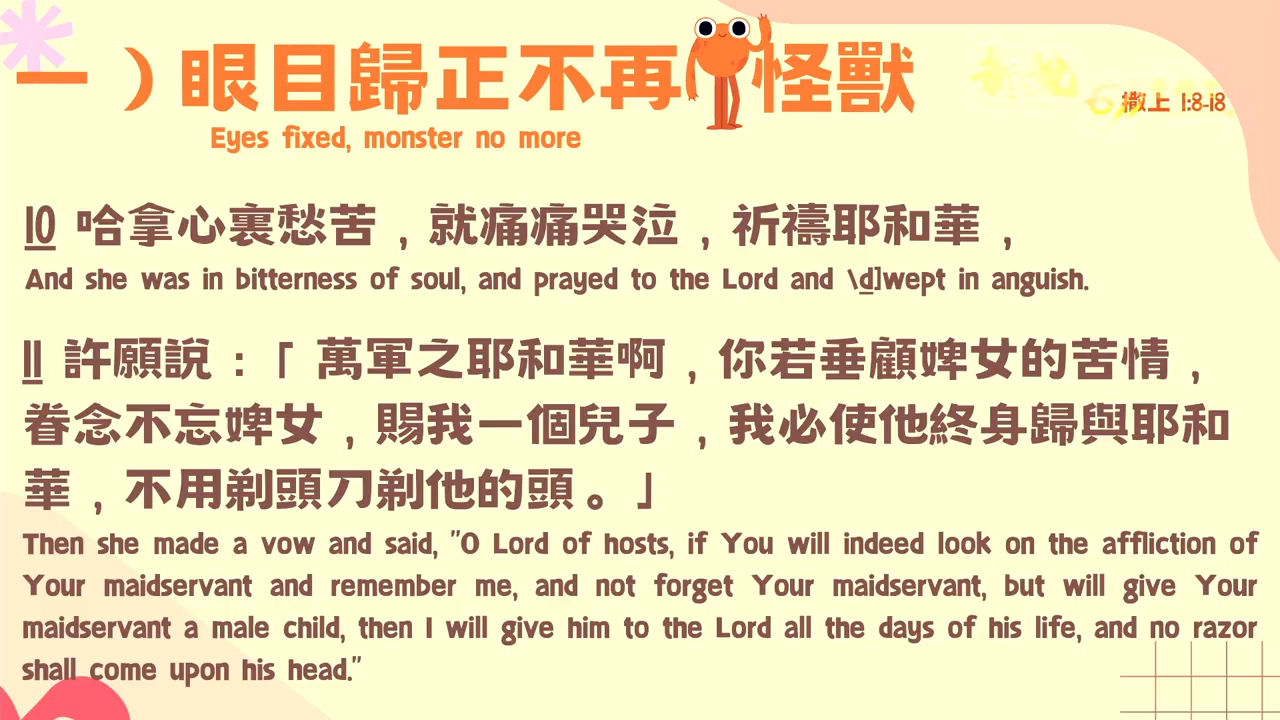 一）眼目歸正不再 怪獸
Eyes fixed, monster no more
撒上 1:8-18
10 哈拿心裏愁苦，就痛痛哭泣，祈禱耶和華，
And she was in bitterness of soul, and prayed to the Lord and \d]wept in anguish.
11 許願說：「 萬軍之耶和華啊，你若垂顧婢女的苦情，
眷念不忘婢女，賜我一個兒子，我必使他終身歸與耶和
華，不用剃頭刀剃他的頭。」
Then she made a vow and said, "O Lord of hosts, if You will indeed look on the affliction of
Your maidservant and remember me, and not forget Your maidservant, but will give Your
maidservant a male child, then I will give him to the Lord all the days of his life, and no razor
shall come upon his head."